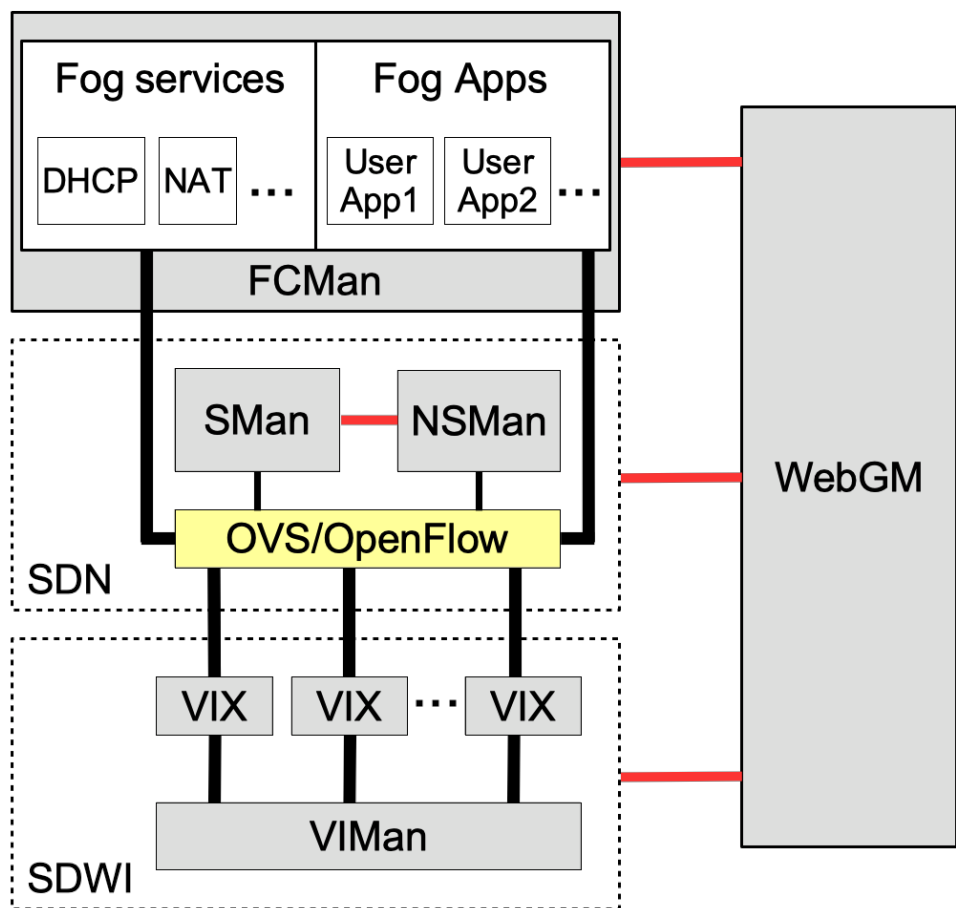 Fog services
Fog Apps
DHCP
NAT
...
User
App1
User
App2
...
FCMan
SMan
NSMan
OVS/OpenFlow
SDN
WebGM
VIX
VIX
...
VIX
VIMan
SDWI